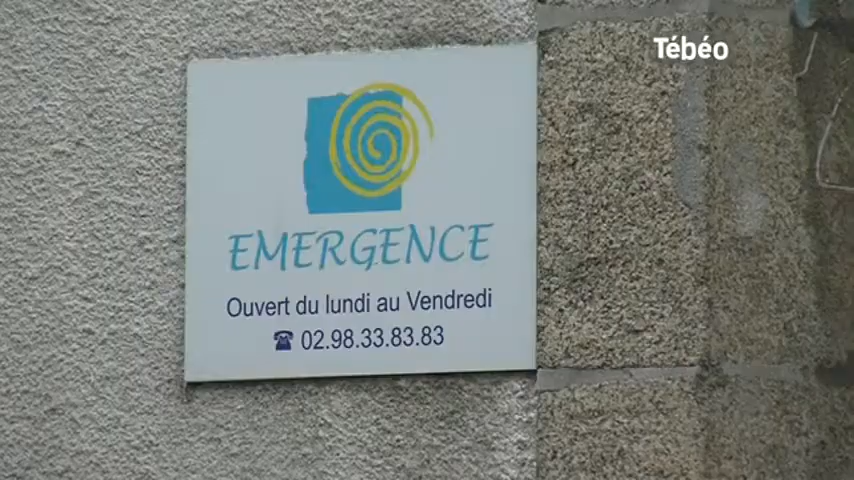 Tébéo
EMERGENCE
Ouvert du lundi au Vendredi
☎ 02.98.33.83.83